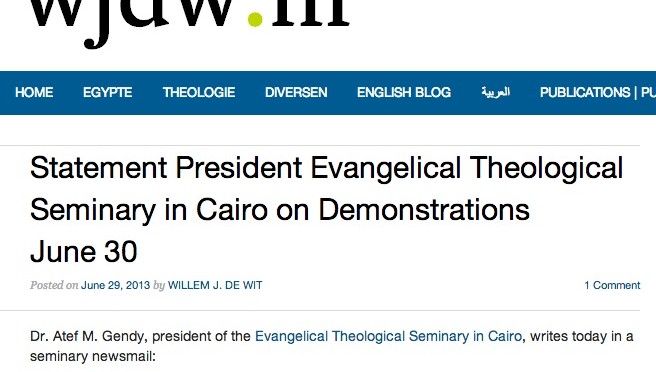 wjdw.nl
HOME EGYPTE THEOLOGIE DIVERSEN ENGLISH BLOG العربية PUBLICATIONS | PU
Statement President Evangelical Theological
Seminary in Cairo on Demonstrations
June 30
Posted on June 29, 2013 by WILLEM J. DE WIT 1 Comment
Dr. Atef M. Gendy, president of the Evangelical Theological Seminary in Cairo, writes today in a
seminary newsmail: